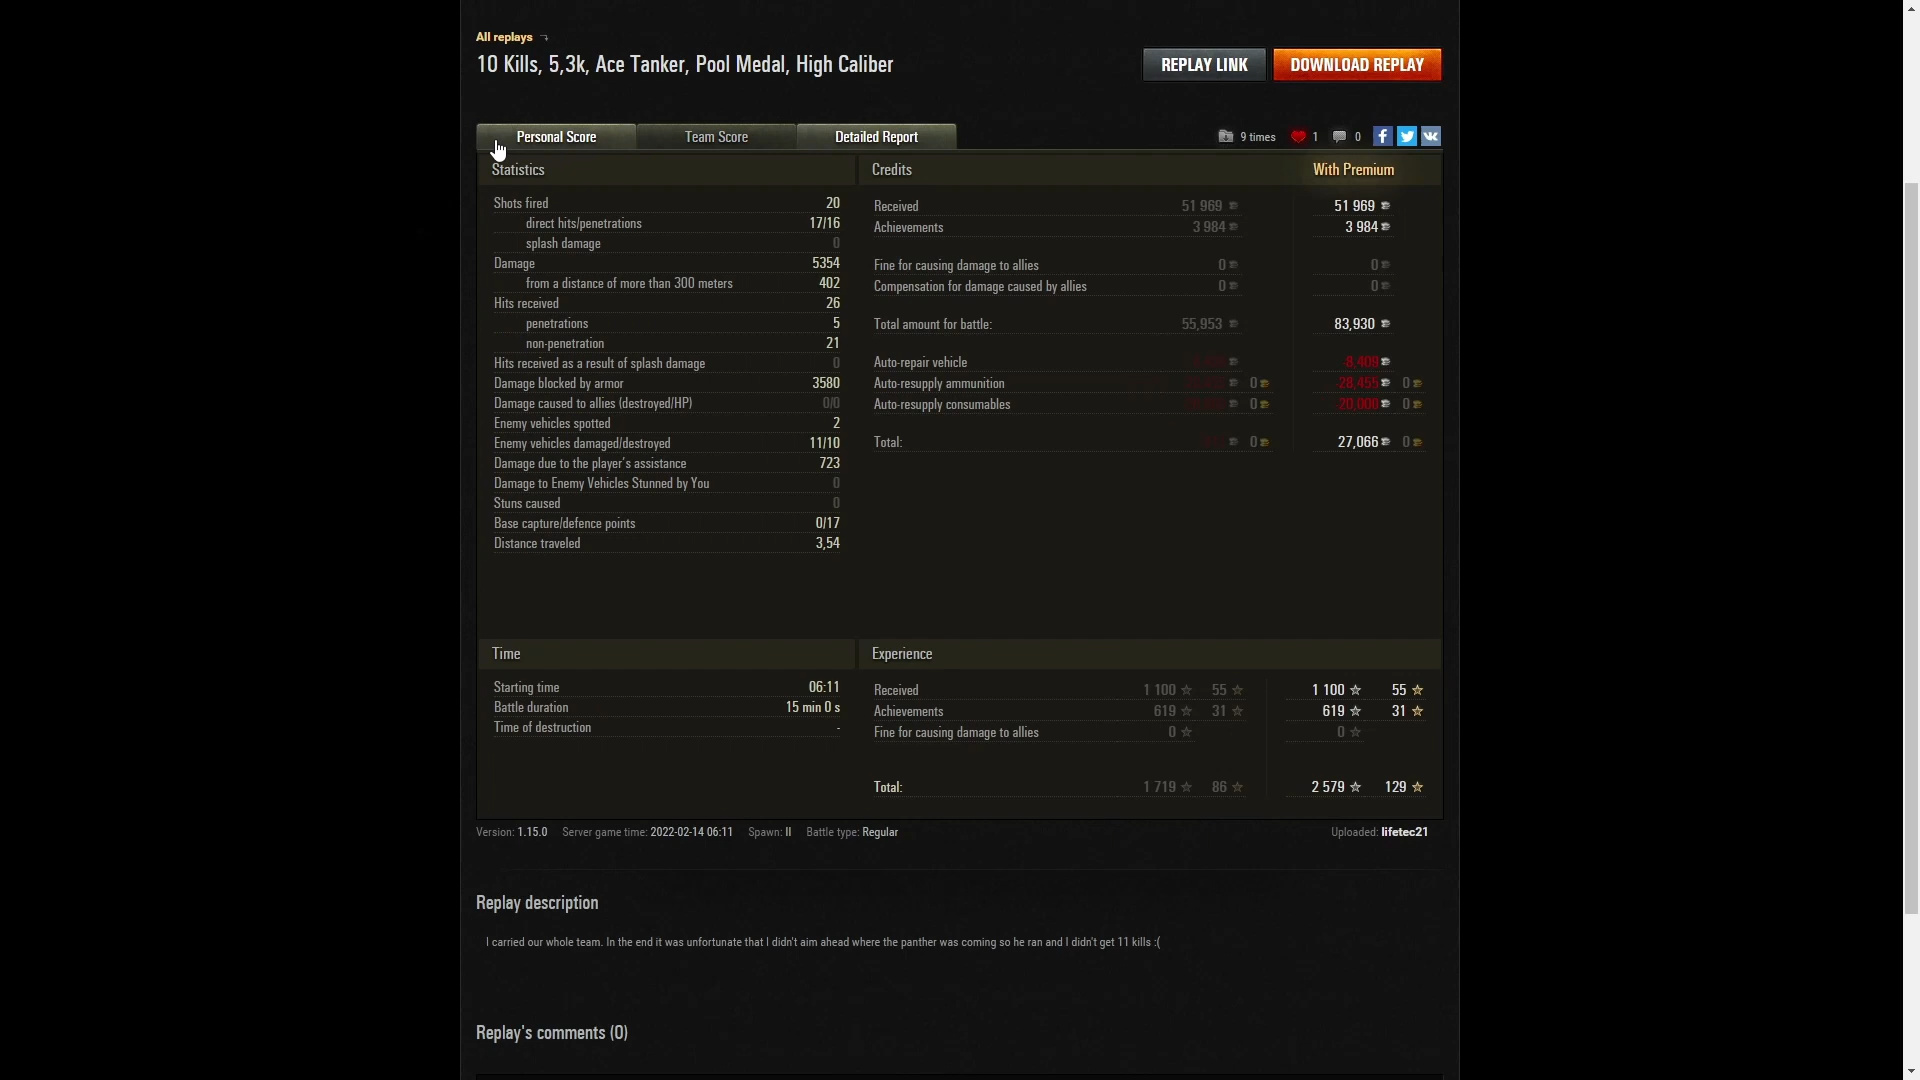 All replays
10 Kills, 5,3k, Ace Tanker, Pool Medal, High Caliber
REPLAY LINK
DOWNLOAD REPLAY
Personal Score
Team Score
Detailed Report
9 times
1
0
Statistics
Shots fired 20
direct hits/penetrations 17/16
splash damage 0
Damage 5354
from a distance of more than 300 meters 402
Hits received 26
penetrations 5
non-penetration 21
Hits received as a result of splash damage 0
Damage blocked by armor 3580
Damage caused to allies (destroyed/HP) 0/0
Enemy vehicles spotted 2
Enemy vehicles damaged/destroyed 11/10
Damage due to the player's assistance 723
Damage to Enemy Vehicles Stunned by You 0
Stuns caused 0
Base capture/defence points 0/17
Distance traveled 3,54
Credits With Premium
Received 51 969 51 969
Achievements 3 984 3 984
Fine for causing damage to allies 0 0
Compensation for damage caused by allies 0 0
Total amount for battle: 55,953 83,930
Auto-repair vehicle -8,409
Auto-resupply ammunition 0 -28,455 0
Auto-resupply consumables 0 -20,000 0
Total: 0 27,066 0
Time
Starting time 06:11
Battle duration 15 min 0 s
Time of destruction -
Experience
Received 1 100 55 1 100 55
Achievements 619 31 619 31
Fine for causing damage to allies 0 0
Total: 1 719 86 2 579 129
Version: 1.15.0 Server game time: 2022-02-14 06:11 Spawn: II Battle type: Regular Uploaded: lifetec21
Replay description
I carried our whole team. In the end it was unfortunate that I didn't aim ahead where the panther was coming so he ran and I didn't get 11 kills :(
Replay's comments (0)